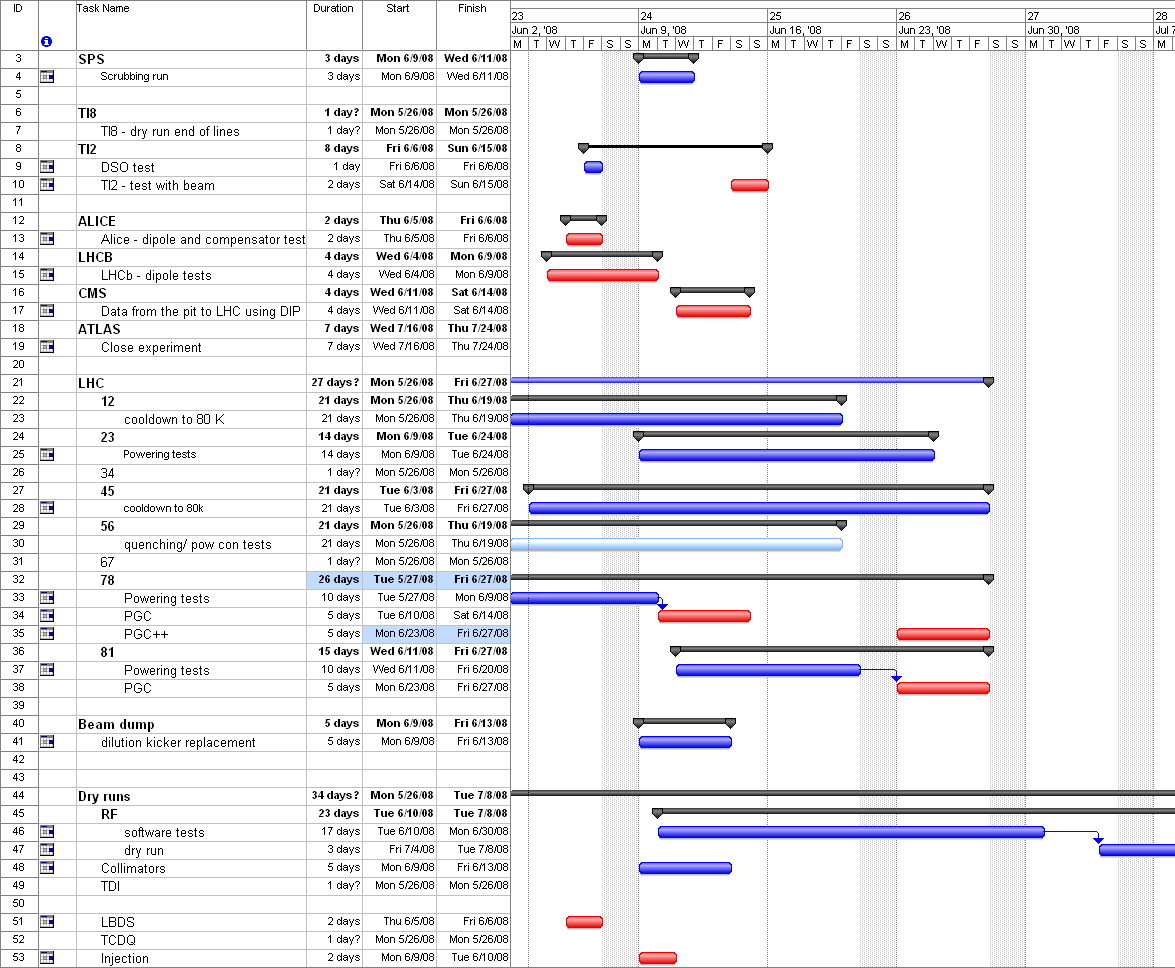 ID Task Name Duration Start Finish 23 24 25 26 27 28
Jun 2, '08 Jun 9, '08 Jun 16, '08 Jun 23, '08 Jun 30, '08 Jul 7
M T W T F S S M T W T F S S M T W T F S S M T W T F S S M T W T F S S M
3 SPS 3 days Mon 6/9/08 Wed 6/11/08
4 Scrubbing run 3 days Mon 6/9/08 Wed 6/11/08
5
6 TI8 1 day? Mon 5/26/08 Mon 5/26/08
7 TI8 - dry run end of lines 1 day? Mon 5/26/08 Mon 5/26/08
8 TI2 8 days Fri 6/6/08 Sun 6/15/08
9 DSO test 1 day Fri 6/6/08 Fri 6/6/08
10 TI2 - test with beam 2 days Sat 6/14/08 Sun 6/15/08
11
12 ALICE 2 days Thu 6/5/08 Fri 6/6/08
13 Alice - dipole and compensator test 2 days Thu 6/5/08 Fri 6/6/08
14 LHCB 4 days Wed 6/4/08 Mon 6/9/08
15 LHCb - dipole tests 4 days Wed 6/4/08 Mon 6/9/08
16 CMS 4 days Wed 6/11/08 Sat 6/14/08
17 Data from the pit to LHC using DIP 4 days Wed 6/11/08 Sat 6/14/08
18 ATLAS 7 days Wed 7/16/08 Thu 7/24/08
19 Close experiment 7 days Wed 7/16/08 Thu 7/24/08
20
21 LHC 27 days? Mon 5/26/08 Fri 6/27/08
22 12 21 days Mon 5/26/08 Thu 6/19/08
23 cooldown to 80 K 21 days Mon 5/26/08 Thu 6/19/08
24 23 14 days Mon 6/9/08 Tue 6/24/08
25 Powering tests 14 days Mon 6/9/08 Tue 6/24/08
26 34 1 day? Mon 5/26/08 Mon 5/26/08
27 45 21 days Tue 6/3/08 Fri 6/27/08
28 cooldown to 80k 21 days Tue 6/3/08 Fri 6/27/08
29 56 21 days Mon 5/26/08 Thu 6/19/08
30 quenching/ pow con tests 21 days Mon 5/26/08 Thu 6/19/08
31 67 1 day? Mon 5/26/08 Mon 5/26/08
32 78 26 days Tue 5/27/08 Fri 6/27/08
33 Powering tests 10 days Tue 5/27/08 Mon 6/9/08
34 PGC 5 days Tue 6/10/08 Sat 6/14/08
35 PGC++ 5 days Mon 6/23/08 Fri 6/27/08
36 81 15 days Wed 6/11/08 Fri 6/27/08
37 Powering tests 10 days Wed 6/11/08 Fri 6/20/08
38 PGC 5 days Mon 6/23/08 Fri 6/27/08
39
40 Beam dump 5 days Mon 6/9/08 Fri 6/13/08
41 dilution kicker replacement 5 days Mon 6/9/08 Fri 6/13/08
42
43
44 Dry runs 34 days? Mon 5/26/08 Tue 7/8/08
45 RF 23 days Tue 6/10/08 Tue 7/8/08
46 software tests 17 days Tue 6/10/08 Mon 6/30/08
47 dry run 3 days Fri 7/4/08 Tue 7/8/08
48 Collimators 5 days Mon 6/9/08 Fri 6/13/08
49 TDI 1 day? Mon 5/26/08 Mon 5/26/08
50
51 LBDS 2 days Thu 6/5/08 Fri 6/6/08
52 TCDQ 1 day? Mon 5/26/08 Mon 5/26/08
53 Injection 2 days Mon 6/9/08 Tue 6/10/08